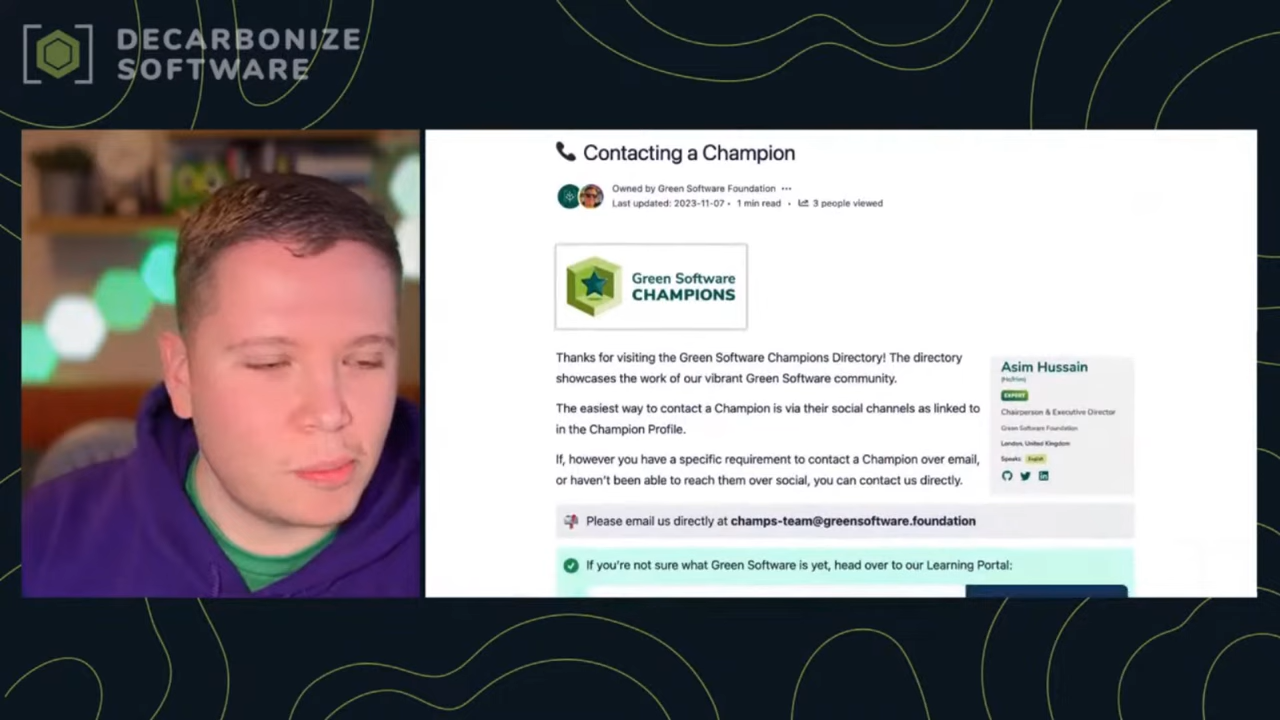 DECARBONIZE
SOFTWARE
Contacting a Champion
Owned by Green Software Foundation •••
Last updated: 2023-11-07 • 1 min read • 3 people viewed
Green Software
CHAMPIONS
Thanks for visiting the Green Software Champions Directory! The directory
showcases the work of our vibrant Green Software community.
The easiest way to contact a Champion is via their social channels as linked to
in the Champion Profile.
If, however you have a specific requirement to contact a Champion over email,
or haven't been able to reach them over social, you can contact us directly.
Asim Hussain
(He/Him)
EXPERT
Chairperson & Executive Director
Green Software Foundation
London, United Kingdom
Speaks: English
Please email us directly at champs-team@greensoftware.foundation
If you're not sure what Green Software is yet, head over to our Learning Portal: